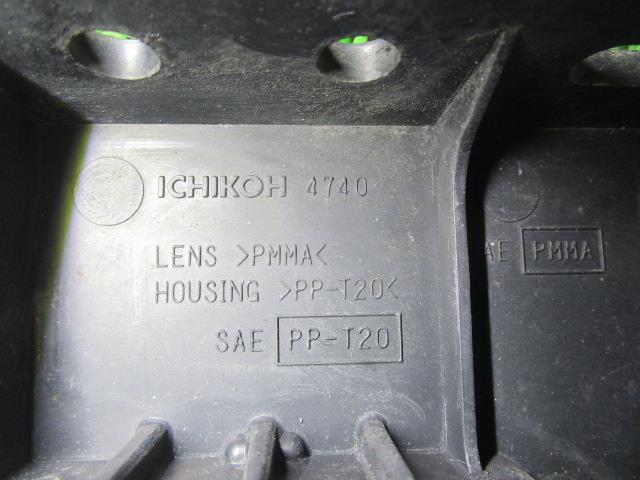 ICHIKOH 4740
LENS >PMMA<
HOUSING >PP-T20<
SAE PP-T20
AE PMMA